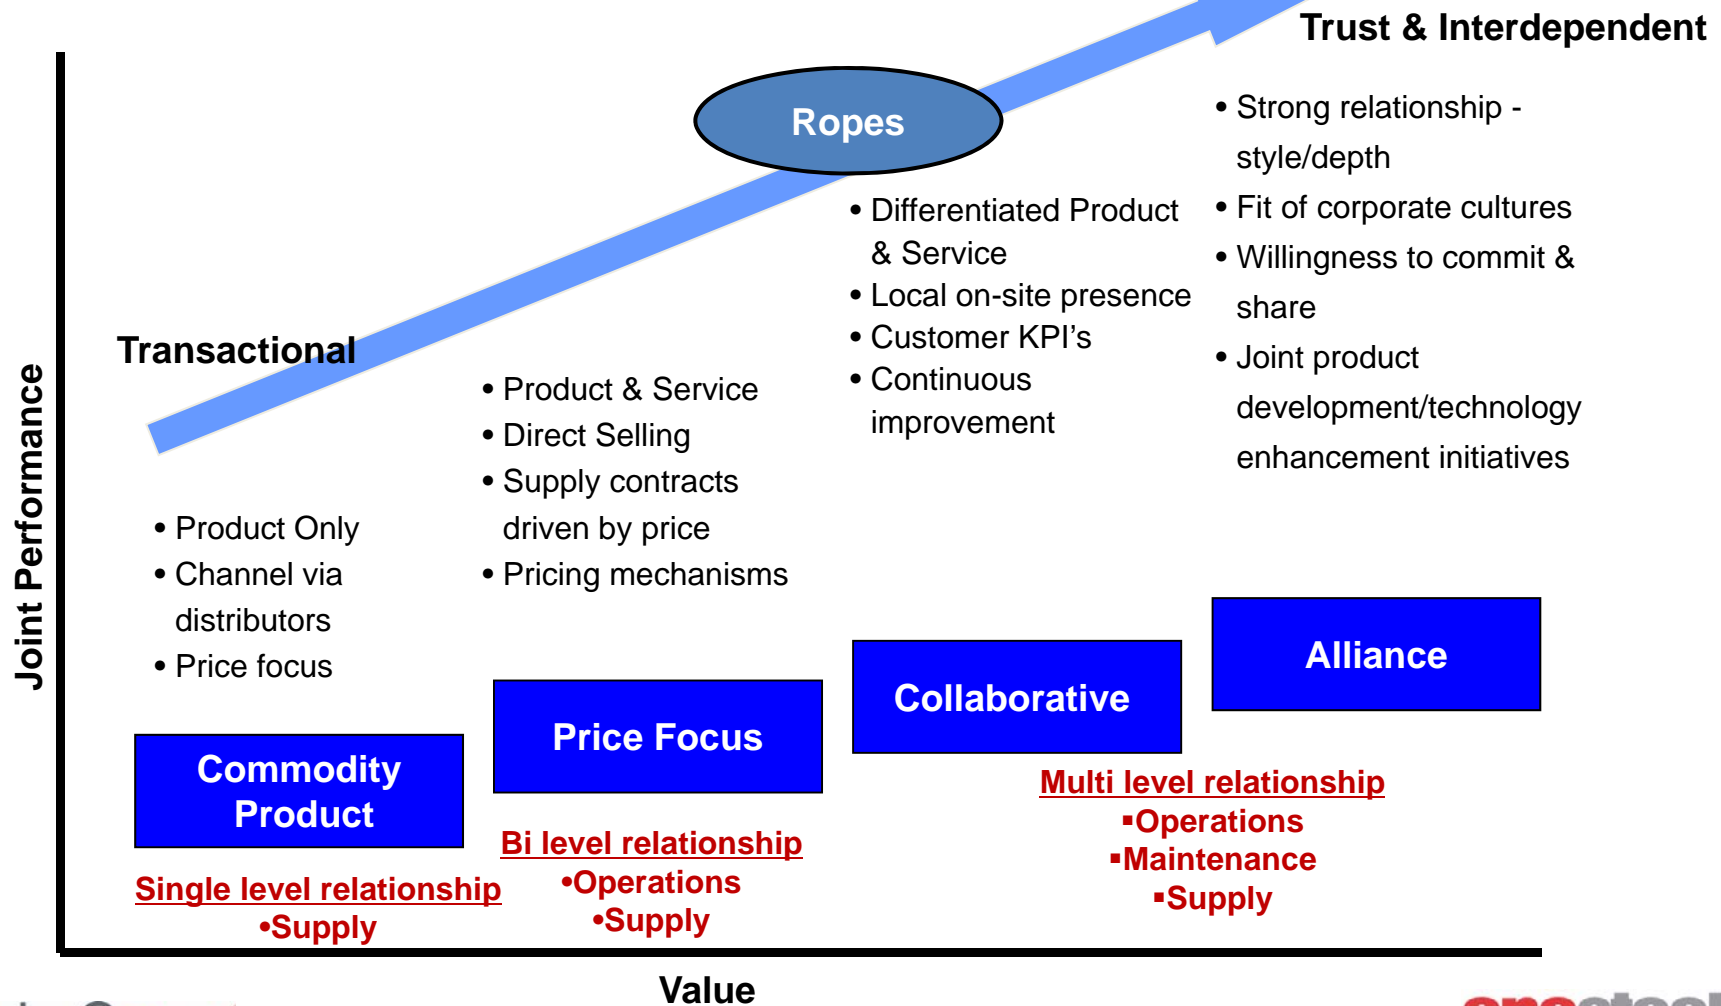 Trust & Interdependent
Ropes
• Strong relationship -
style/depth
• Fit of corporate cultures
• Willingness to commit &
share
• Joint product
development/technology
enhancement initiatives
• Differentiated Product
& Service
• Local on-site presence
• Customer KPI’s
• Continuous
improvement
Transactional
• Product & Service
• Direct Selling
• Supply contracts
driven by price
• Pricing mechanisms
• Product Only
• Channel via
distributors
• Price focus
Joint Performance
Alliance
Collaborative
Price Focus
Commodity
Product
Multi level relationship
▪Operations
▪Maintenance
▪Supply
Bi level relationship
•Operations
•Supply
Single level relationship
•Supply
Value